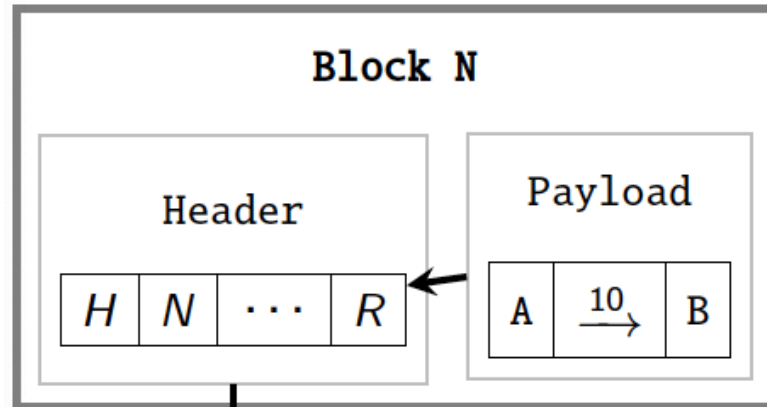 Block N
Header
H N ··· R
Payload
A 10 → B